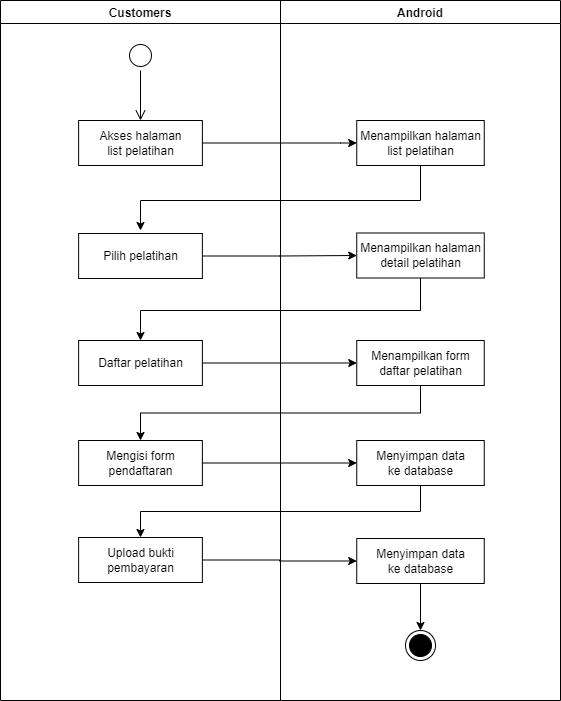 Customers
Android
Akses halaman
list pelatihan
Menampilkan halaman
list pelatihan
Pilih pelatihan
Menampilkan halaman
detail pelatihan
Daftar pelatihan
Menampilkan form
daftar pelatihan
Mengisi form
pendaftaran
Menyimpan data
ke database
Upload bukti
pembayaran
Menyimpan data
ke database